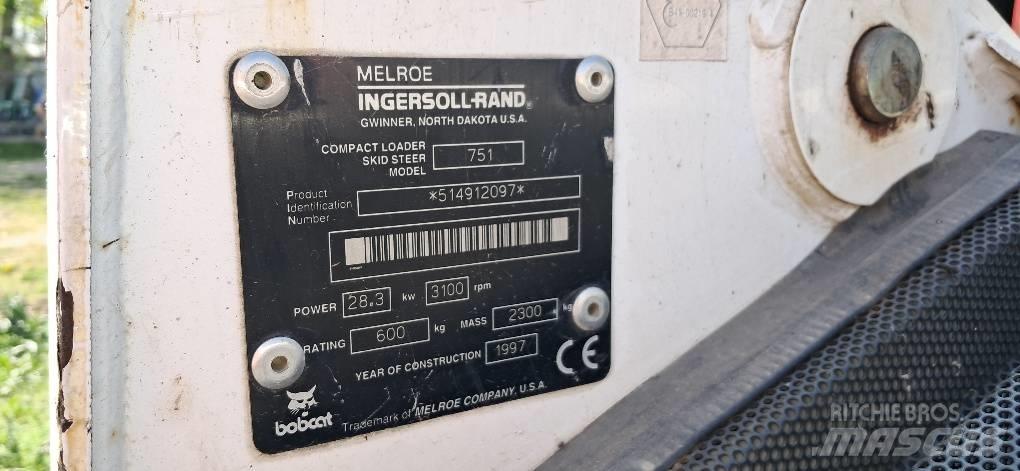 MELROE
INGERSOLL-RAND®
GWINNER, NORTH DAKOTA U.S.A.
COMPACT LOADER
SKID STEER
MODEL 751
Product
Identification
Number *514912097*
POWER 28.3 kw 3100 rpm
RATING 600 kg MASS 2300 kg
YEAR OF CONSTRUCTION 1997
CE
bobcat Trademark of MELROE COMPANY, U.S.A.
RITCHIE BROS.
MASCUS